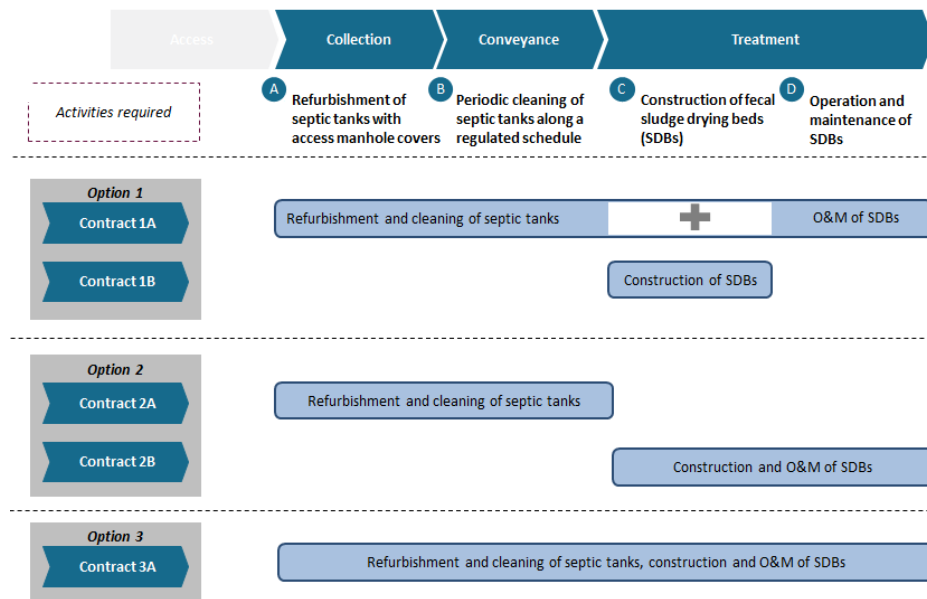 Access
Collection
Conveyance
Treatment
Activities required
A
Refurbishment of
septic tanks with
access manhole covers
B
Periodic cleaning of
septic tanks along a
regulated schedule
C
Construction of fecal
sludge drying beds
(SDBs)
D
Operation and
maintenance of
SDBs
Option 1
Contract 1A
Refurbishment and cleaning of septic tanks
O&M of SDBs
Contract 1B
Construction of SDBs
Option 2
Contract 2A
Refurbishment and cleaning of septic tanks
Contract 2B
Construction and O&M of SDBs
Option 3
Contract 3A
Refurbishment and cleaning of septic tanks, construction and O&M of SDBs